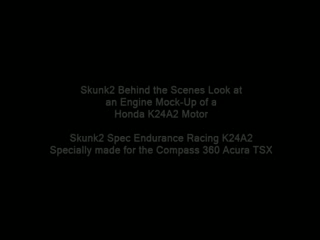 Skunk2 Behind the Scenes Look at
an Engine Mock-Up of a
Honda K24A2 Motor
Skunk2 Spec Endurance Racing K24A2
Specially made for the Compass 360 Acura TSX